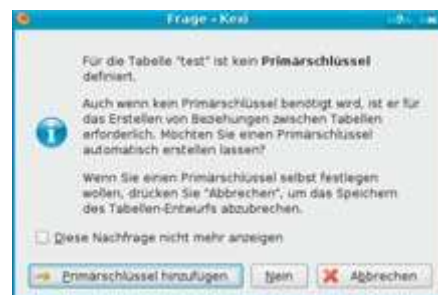 Frage - Kexi
Für die Tabelle "test" ist kein Primärschlüssel
definiert.
Auch wenn kein Primärschlüssel benötigt wird, ist er für
das Erstellen von Beziehungen zwischen Tabellen
erforderlich. Möchten Sie einen Primärschlüssel
automatisch erstellen lassen?
Wenn Sie einen Primärschlüssel selbst festlegen
wollen, drücken Sie "Abbrechen", um das Speichern
des Tabellen-Entwurfs abzubrechen.
Diese Nachfrage nicht mehr anzeigen
Primärschlüssel hinzufügen Nein Abbrechen